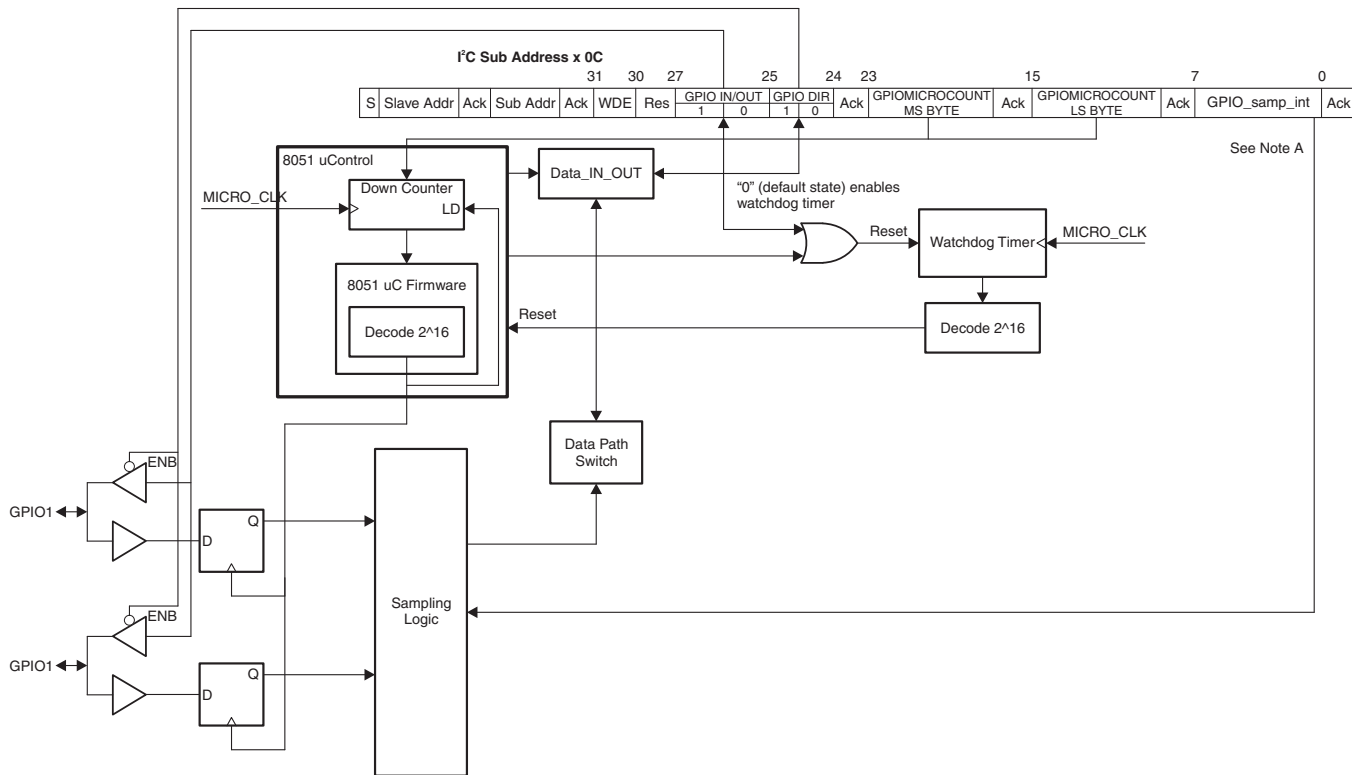 I²C Sub Address x 0C
31 30 27 25 24 23 15 7 0
S Slave Addr Ack Sub Addr Ack WDE Res GPIO IN/OUT GPIO DIR Ack GPIOMICROCOUNT Ack GPIOMICROCOUNT Ack GPIO_samp_int Ack
1 0 1 0 MS BYTE LS BYTE
See Note A
8051 uControl
Down Counter
LD
MICRO_CLK
8051 uC Firmware
Decode 2^16
Data_IN_OUT
“0” (default state) enables
watchdog timer
Reset
Watchdog Timer
MICRO_CLK
Reset
Decode 2^16
Data Path
Switch
ENB
GPIO1
Q
D
Sampling
Logic
ENB
GPIO1
Q
D